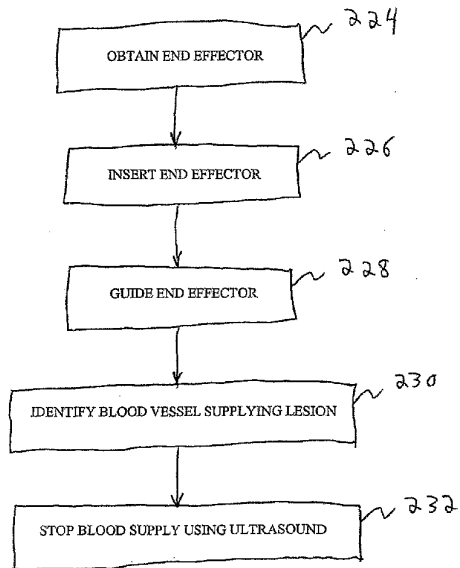 224
OBTAIN END EFFECTOR
226
INSERT END EFFECTOR
228
GUIDE END EFFECTOR
230
IDENTIFY BLOOD VESSEL SUPPLYING LESION
232
STOP BLOOD SUPPLY USING ULTRASOUND